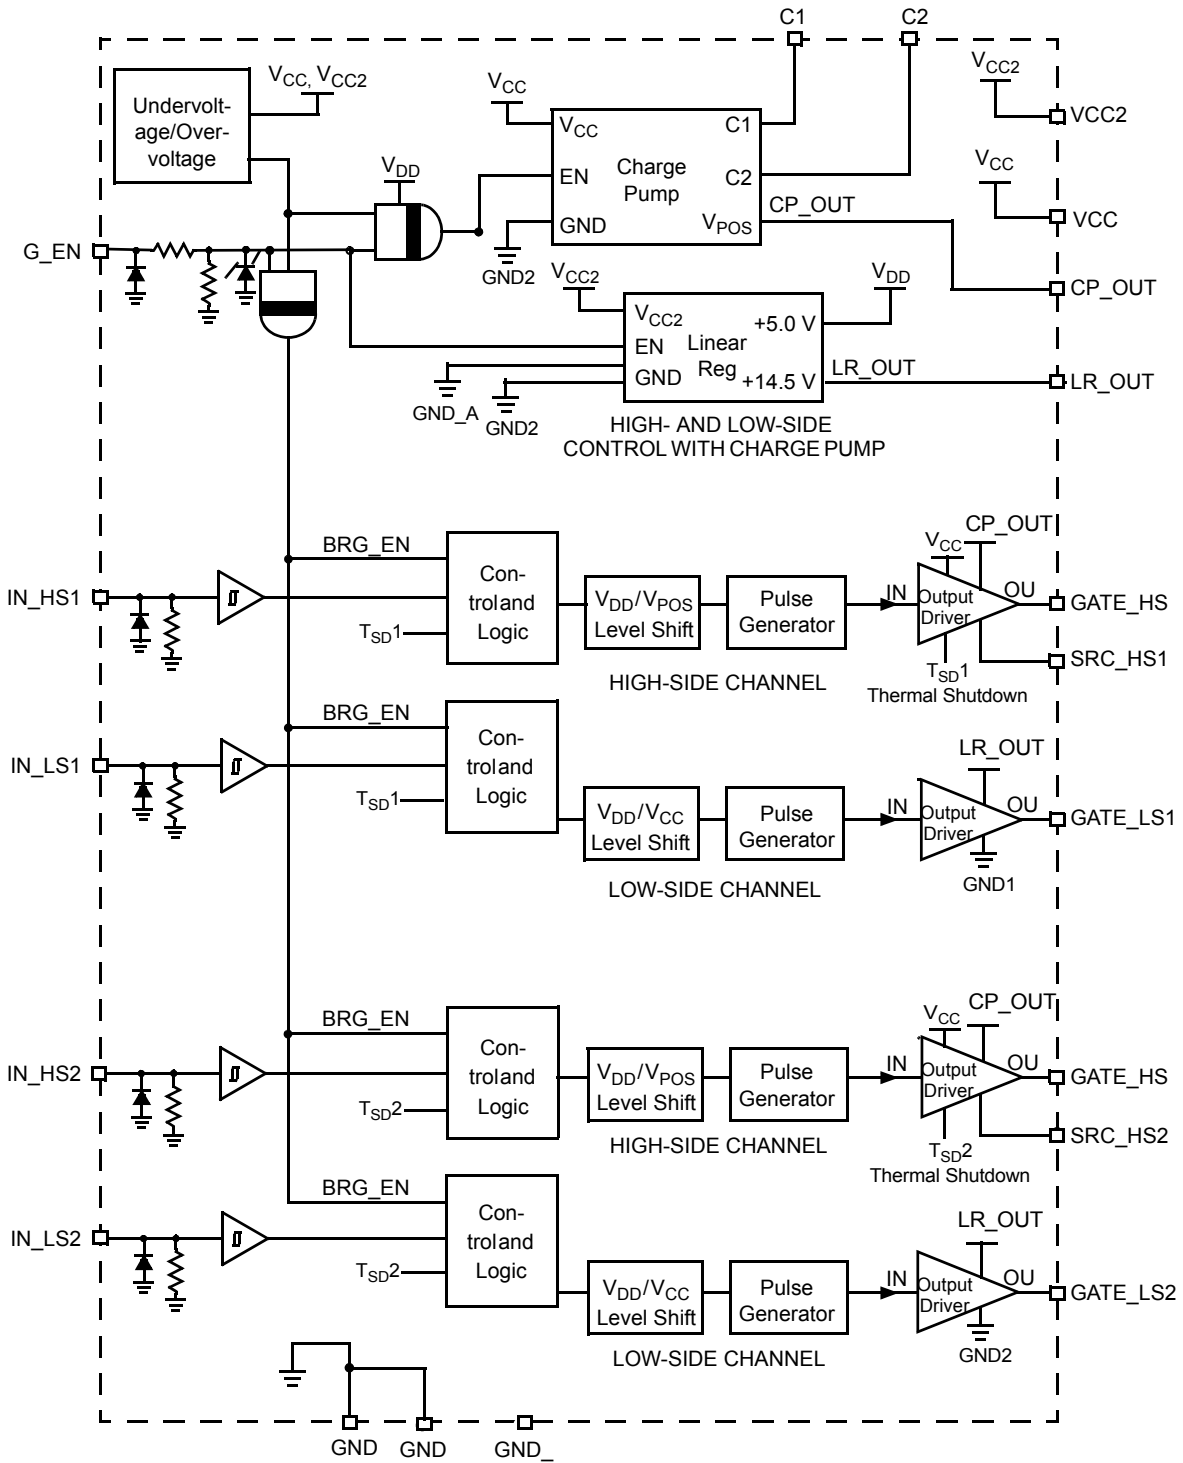 C1 C2
Undervolt-
age/Over-
voltage
VCC, VCC2
VCC
VCC
C1
Charge
Pump
EN
C2
GND
VPOS
CP_OUT
GND2
VCC2
VCC2
VCC
VCC
CP_OUT
VDD
G_EN
VCC2
VCC2
+5.0 V
EN
Linear
Reg
GND
+14.5 V
VDD
LR_OUT
LR_OUT
GND_A
GND2
HIGH- AND LOW-SIDE
CONTROL WITH CHARGE PUMP
IN_HS1
BRG_EN
TSD1
Con-
troland
Logic
VDD/VPOS
Level Shift
Pulse
Generator
IN
VCC
CP_OUT
Output
Driver
OU
GATE_HS
SRC_HS1
TSD1
Thermal Shutdown
HIGH-SIDE CHANNEL
IN_LS1
BRG_EN
TSD1
Con-
troland
Logic
VDD/VCC
Level Shift
Pulse
Generator
IN
LR_OUT
Output
Driver
OU
GATE_LS1
GND1
LOW-SIDE CHANNEL
IN_HS2
BRG_EN
TSD2
Con-
troland
Logic
VDD/VPOS
Level Shift
Pulse
Generator
IN
VCC
CP_OUT
Output
Driver
OU
GATE_HS
SRC_HS2
TSD2
Thermal Shutdown
HIGH-SIDE CHANNEL
IN_LS2
BRG_EN
TSD2
Con-
troland
Logic
VDD/VCC
Level Shift
Pulse
Generator
IN
LR_OUT
Output
Driver
OU
GATE_LS2
GND2
LOW-SIDE CHANNEL
GND GND GND_